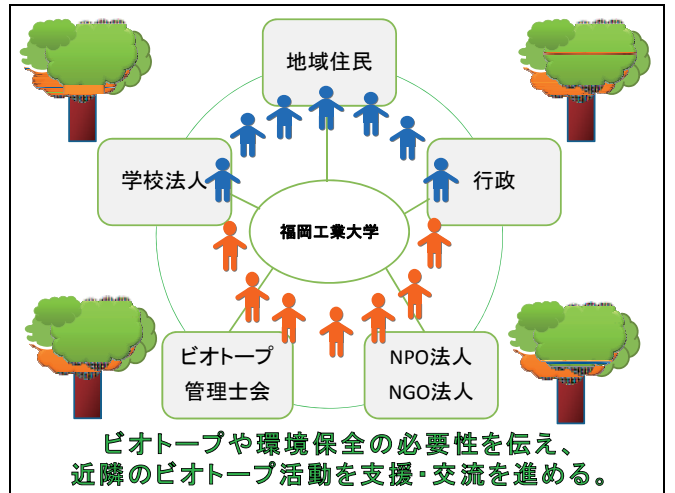 地域住民
学校法人
行政
福岡工業大学
ビオトープ
管理士会
NPO法人
NGO法人
ビオトープや環境保全の必要性を伝え、
近隣のビオトープ活動を支援・交流を進める。